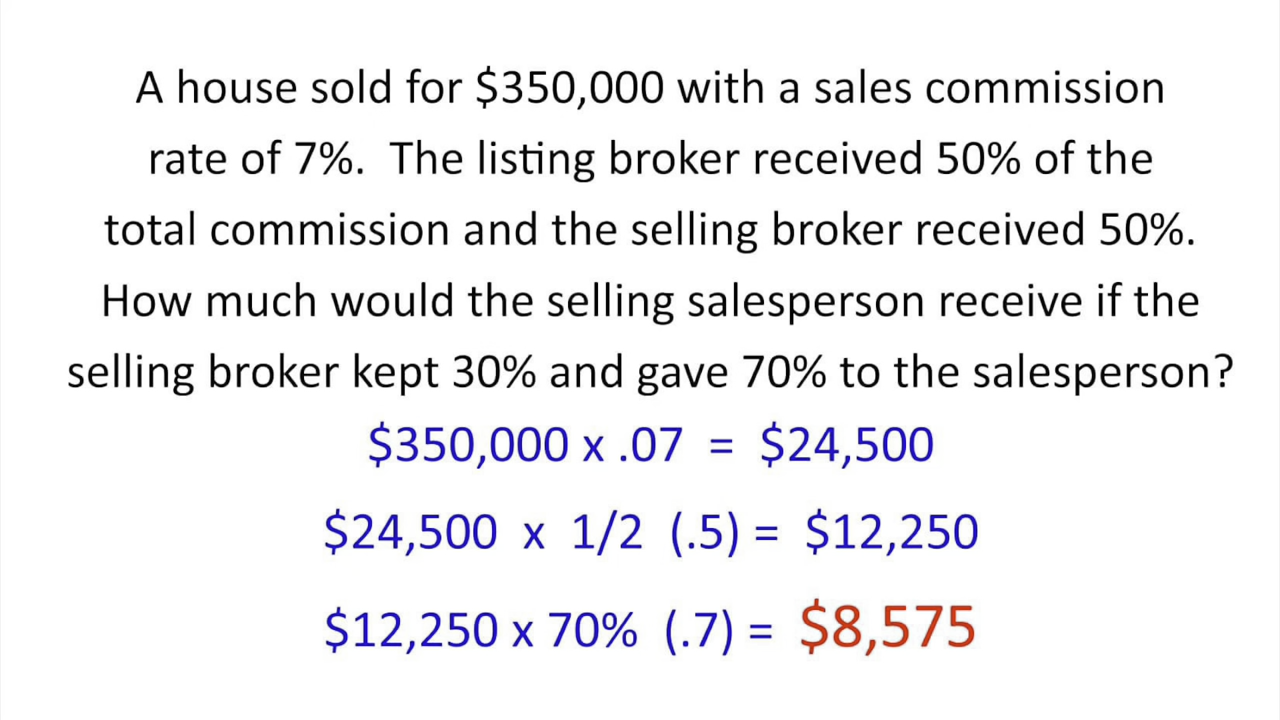 A house sold for $350,000 with a sales commission
rate of 7%.  The listing broker received 50% of the
total commission and the selling broker received 50%.
How much would the selling salesperson receive if the
selling broker kept 30% and gave 70% to the salesperson?
$350,000 x .07  =  $24,500
$24,500  x  1/2  (.5) =  $12,250
$12,250 x 70%  (.7) =  $8,575